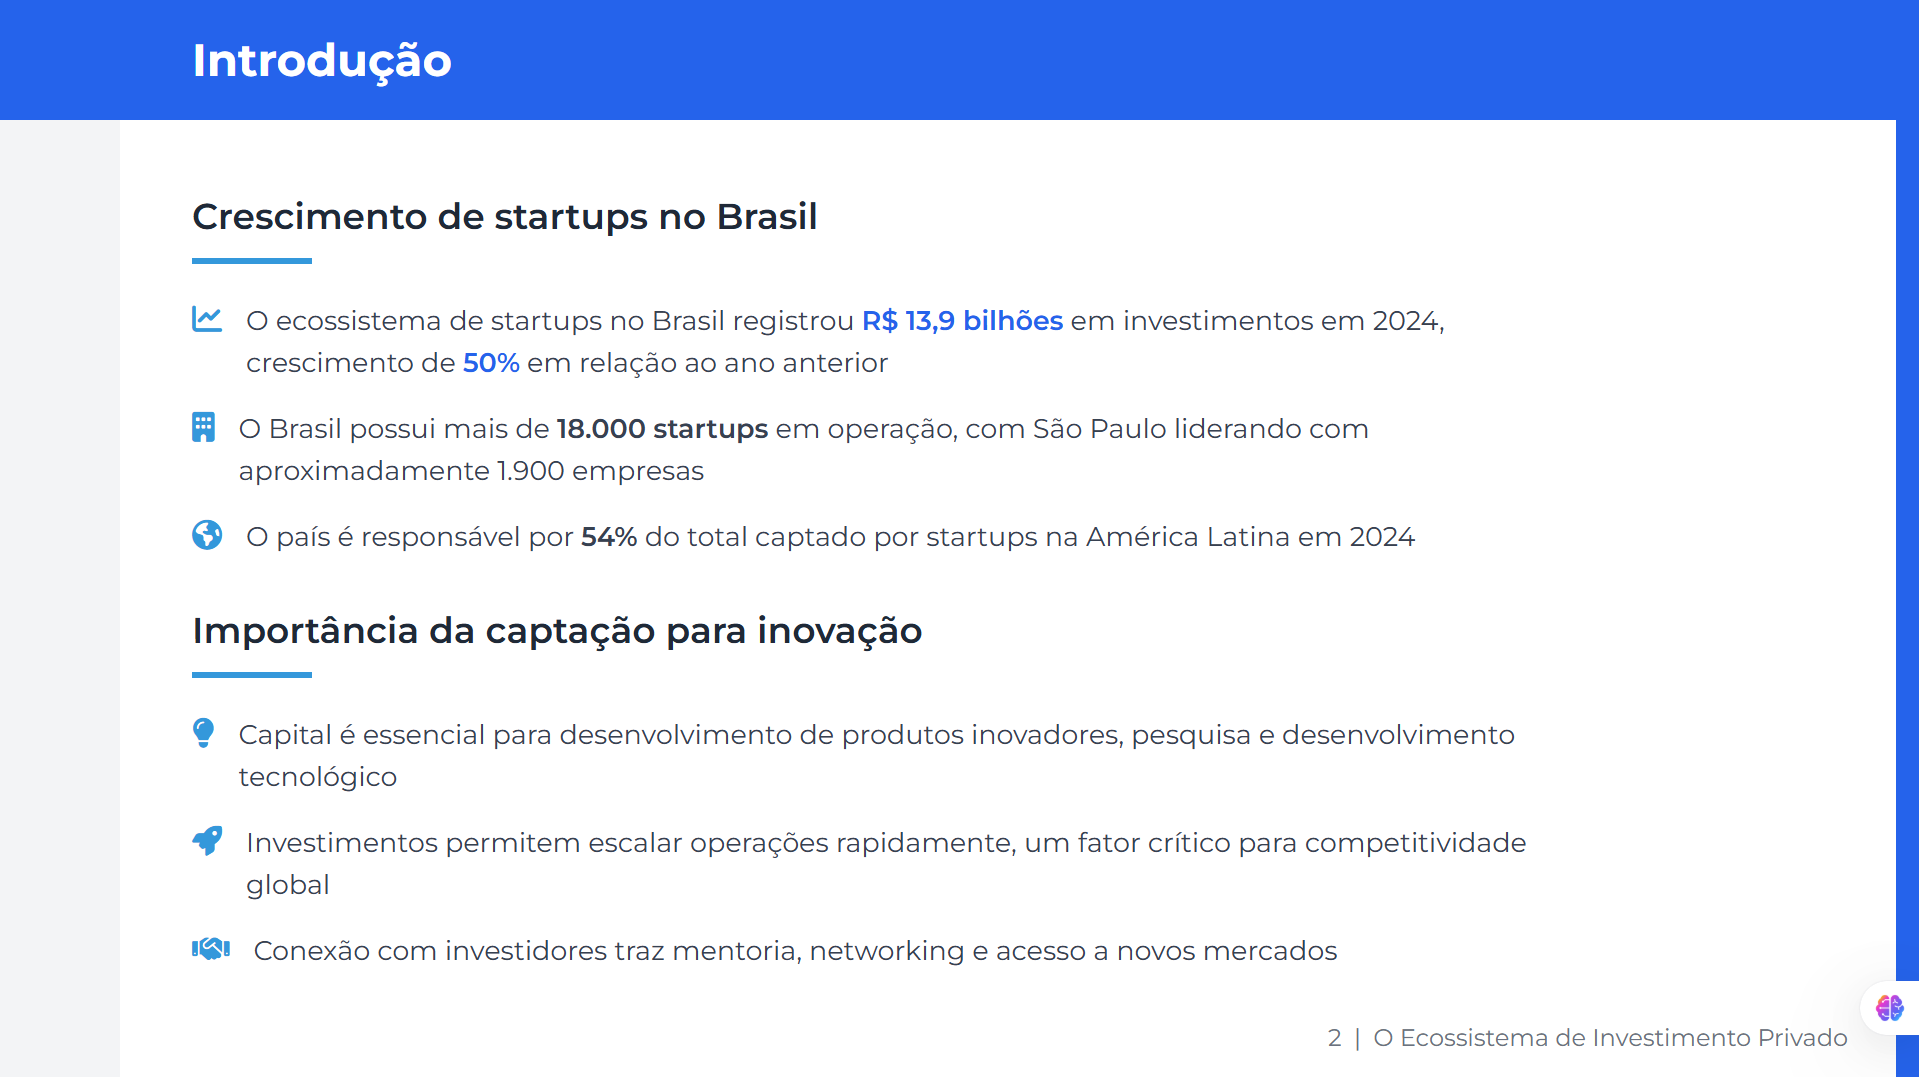 Introdução
Crescimento de startups no Brasil
O ecossistema de startups no Brasil registrou R$ 13,9 bilhões em investimentos em 2024,
crescimento de 50% em relação ao ano anterior
O Brasil possui mais de 18.000 startups em operação, com São Paulo liderando com
aproximadamente 1.900 empresas
O país é responsável por 54% do total captado por startups na América Latina em 2024
Importância da captação para inovação
Capital é essencial para desenvolvimento de produtos inovadores, pesquisa e desenvolvimento
tecnológico
Investimentos permitem escalar operações rapidamente, um fator crítico para competitividade
global
Conexão com investidores traz mentoria, networking e acesso a novos mercados
2 | O Ecossistema de Investimento Privado